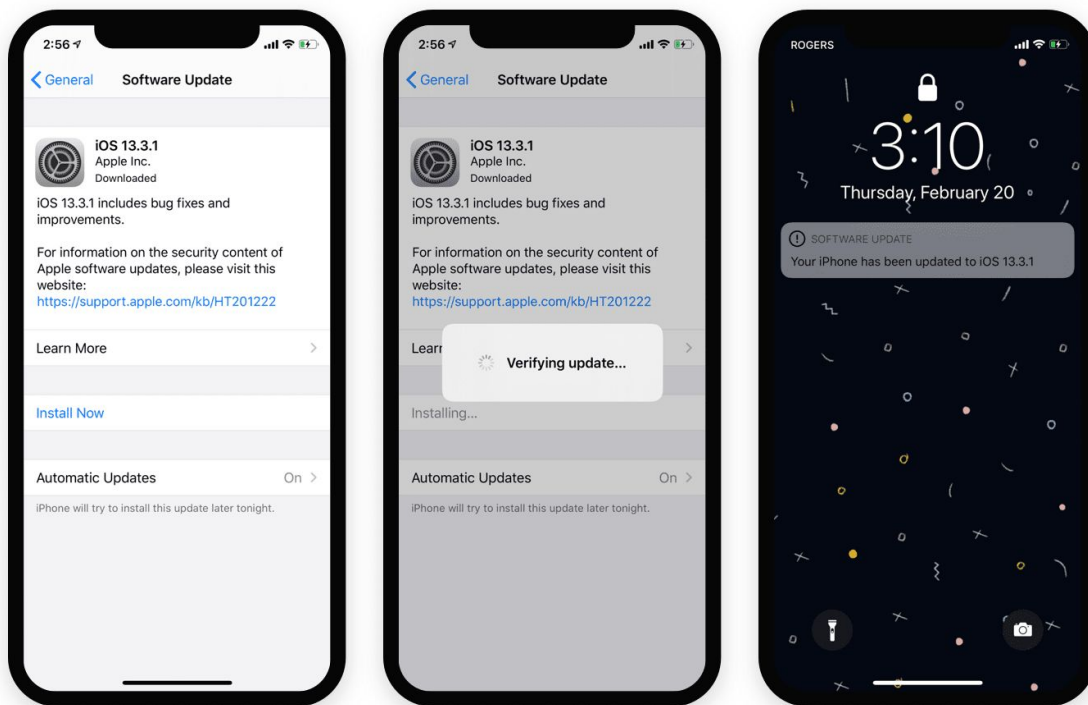 2:56
General
Software Update
iOS 13.3.1
Apple Inc.
Downloaded
iOS 13.3.1 includes bug fixes and
improvements.
For information on the security content of
Apple software updates, please visit this
website:
https://support.apple.com/kb/HT201222
Learn More
Install Now
Automatic Updates On
iPhone will try to install this update later tonight.
2:56
General
Software Update
iOS 13.3.1
Apple Inc.
Downloaded
iOS 13.3.1 includes bug fixes and
improvements.
For information on the security content of
Apple software updates, please visit this
website:
https://support.apple.com/kb/HT201222
Lear
Verifying update...
Installing...
Automatic Updates On
iPhone will try to install this update later tonight.
ROGERS
3:10
Thursday, February 20
SOFTWARE UPDATE
Your iPhone has been updated to iOS 13.3.1